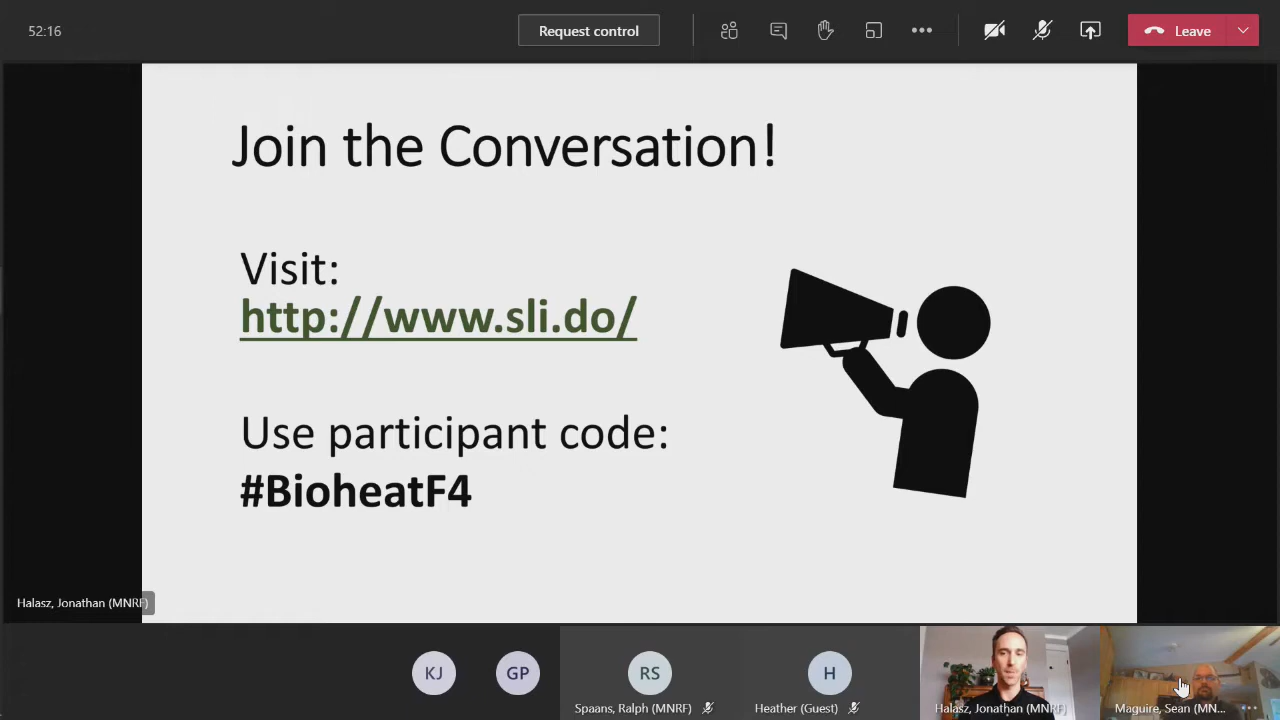 52:16
Request control
Leave
Join the Conversation!
Visit:
http://www.sli.do/
Use participant code:
#BioheatF4
Halasz, Jonathan (MNRF)
KJ
GP
RS
H
Spaans, Ralph (MNRF)
Heather (Guest)
Halasz, Jonathan (MNRF)
Maguire, Sean (MN...